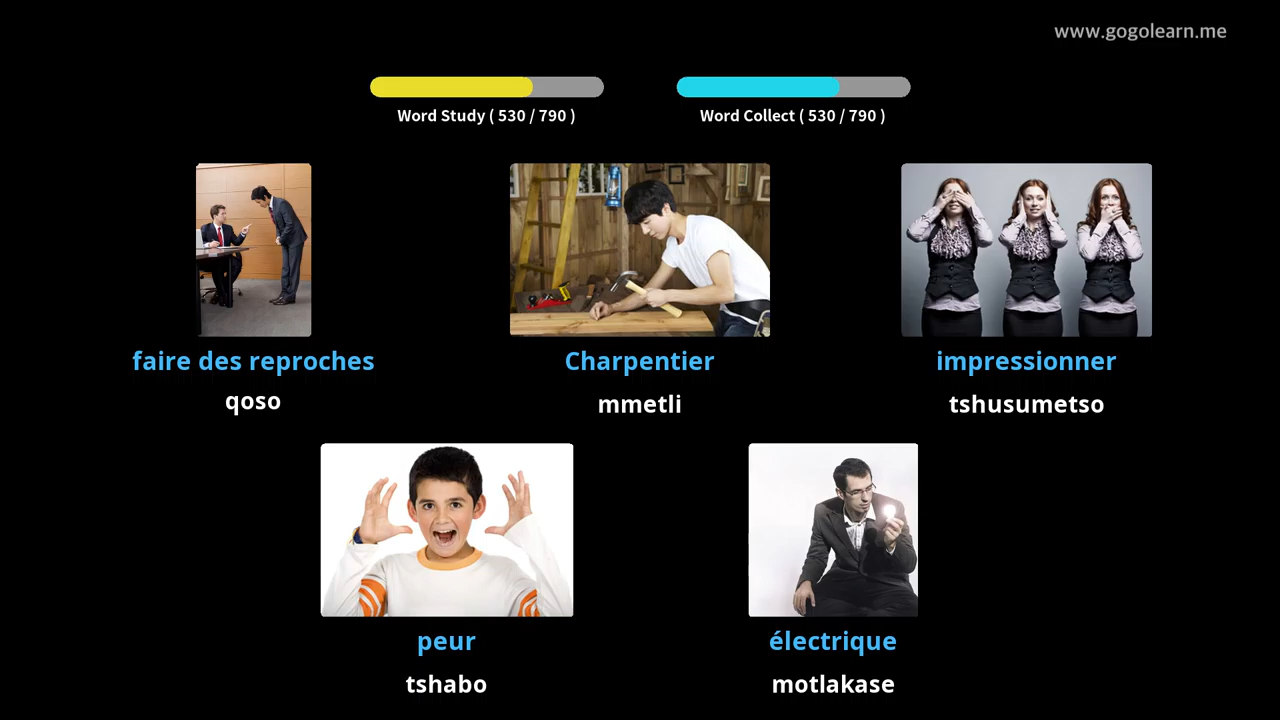 www.gogolearn.me
Word Study ( 530 / 790 )
Word Collect ( 530 / 790 )
faire des reproches
qoso
Charpentier
mmetli
impressionner
tshusumetso
peur
tshabo
électrique
motlakase